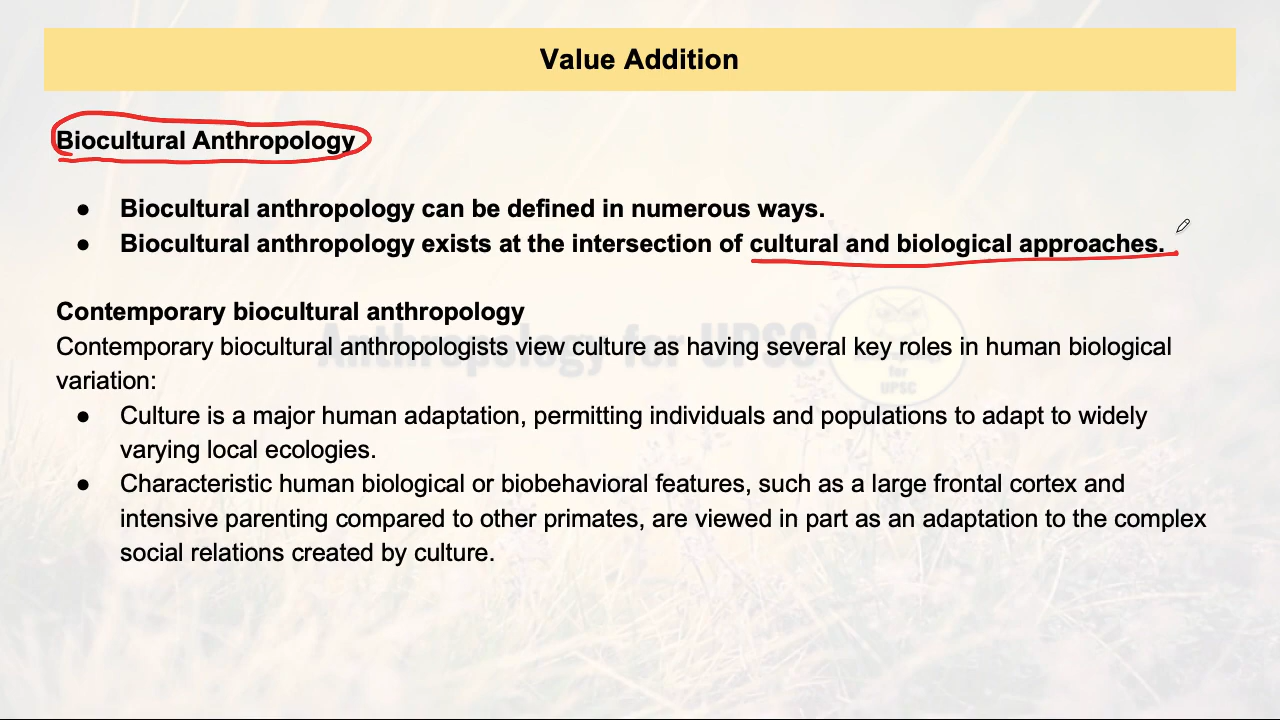 Value Addition
Biocultural Anthropology
● Biocultural anthropology can be defined in numerous ways.
● Biocultural anthropology exists at the intersection of cultural and biological approaches.
Contemporary biocultural anthropology
Anthropology for UPSC
for
UPSC
Contemporary biocultural anthropologists view culture as having several key roles in human biological
variation:
● Culture is a major human adaptation, permitting individuals and populations to adapt to widely
varying local ecologies.
● Characteristic human biological or biobehavioral features, such as a large frontal cortex and
intensive parenting compared to other primates, are viewed in part as an adaptation to the complex
social relations created by culture.